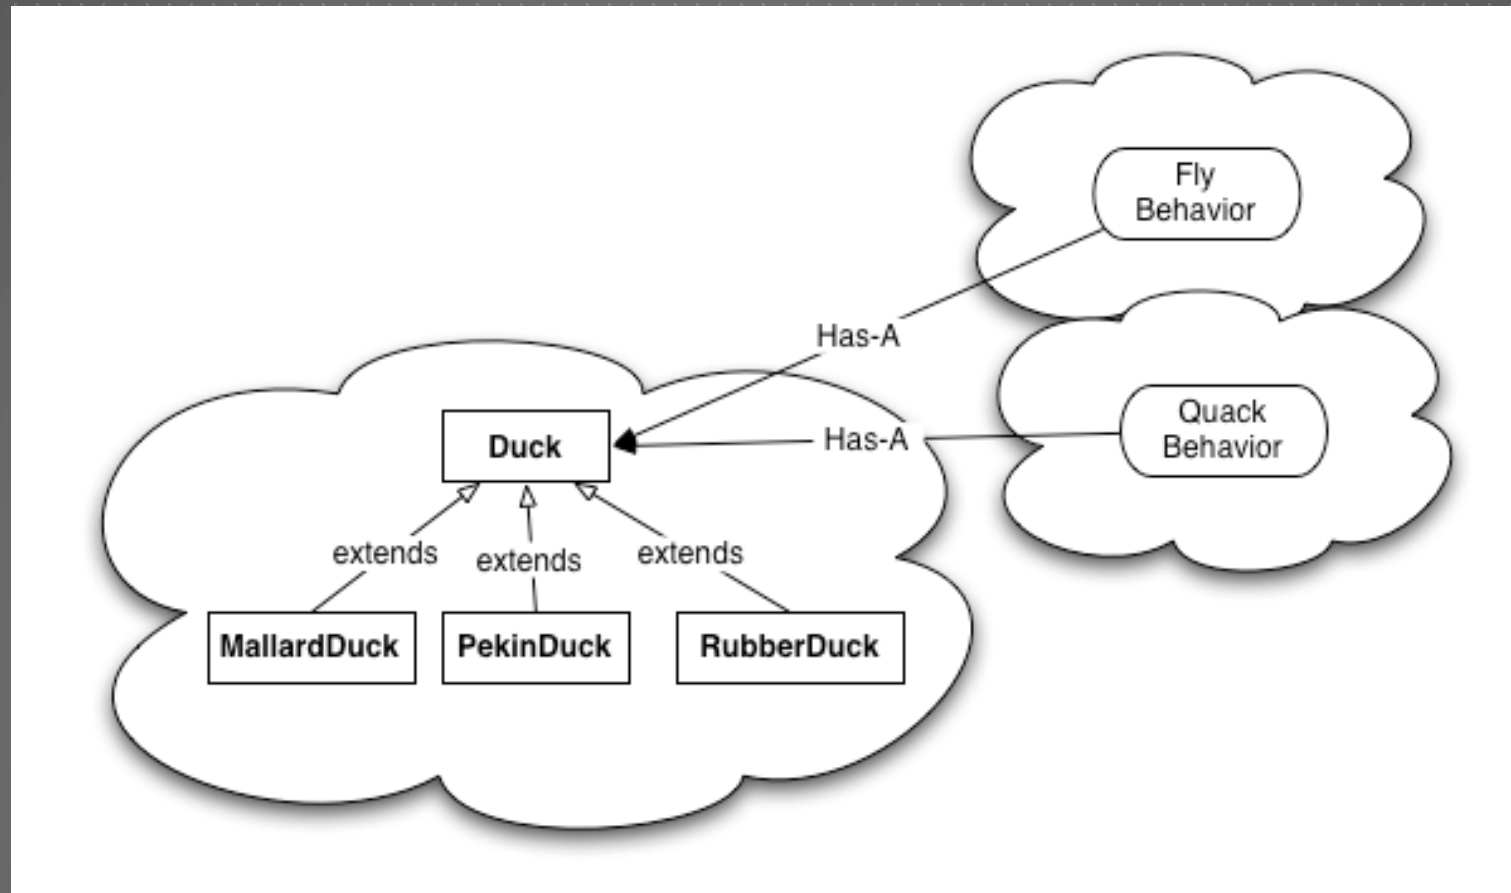 Fly
Behavior
Has-A
Quack
Behavior
Has-A
Duck
extends
extends
extends
MallardDuck
PekinDuck
RubberDuck